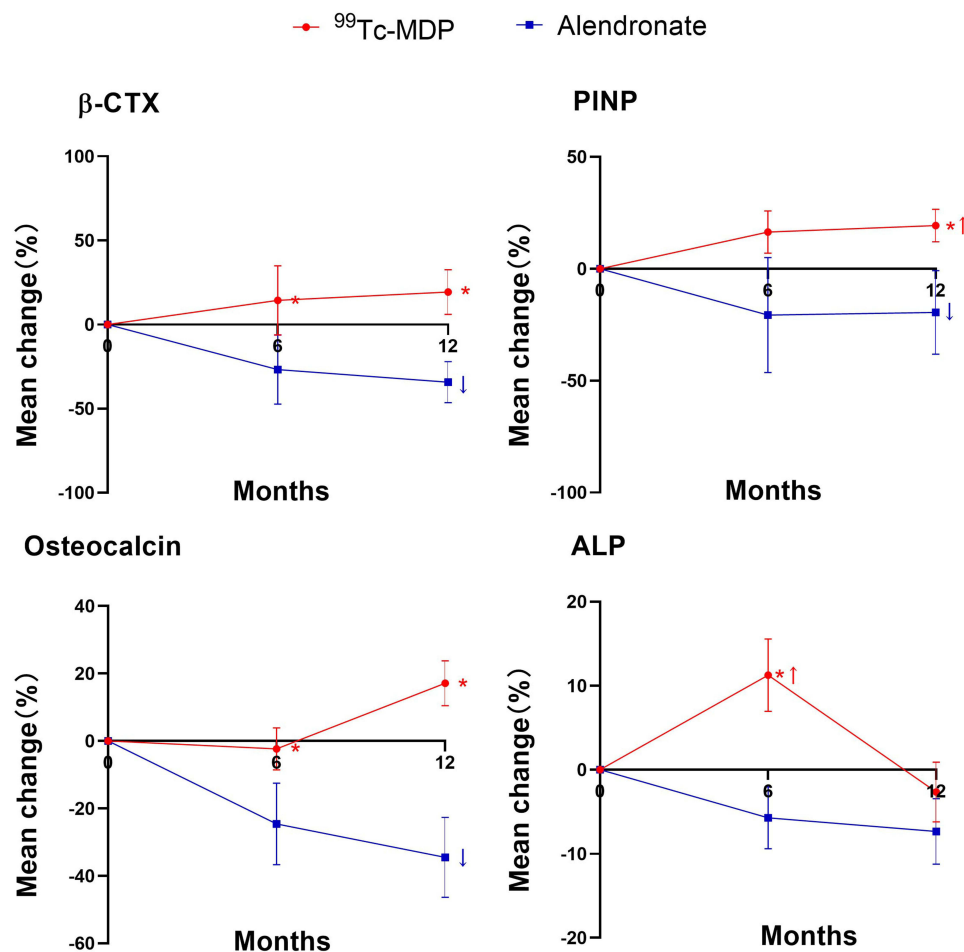 ⁹⁹Tc-MDP Alendronate
β-CTX
Mean change(%)
100
50
0
-50
-100
0 6 12
*
*
↓
Months
PINP
Mean change(%)
50
0
-50
-100
0 6 12
*↑
↓
Months
Osteocalcin
Mean change(%)
40
20
0
-20
-40
-60
0 6 12
*
*
↓
Months
ALP
Mean change(%)
20
10
0
-10
-20
0 6 12
*↑
Months